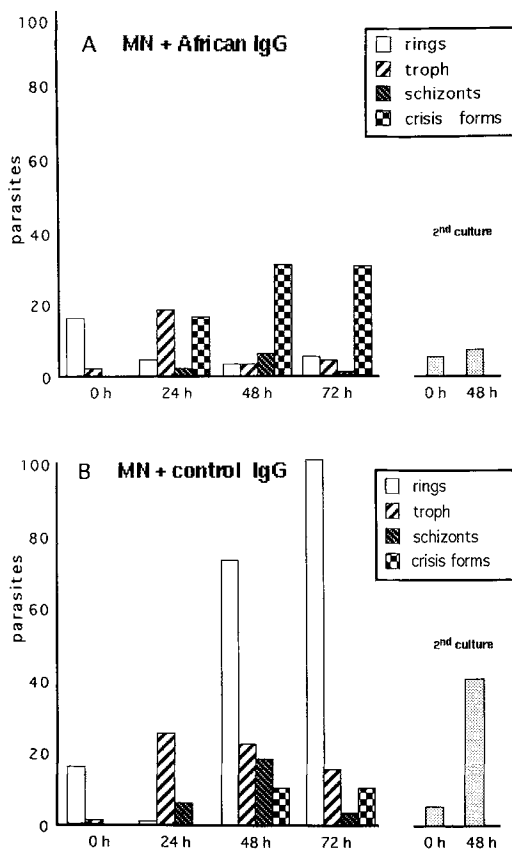 A MN + African IgG
rings
troph
schizonts
crisis forms
parasites
100
80
60
40
20
0
0 h 24 h 48 h 72 h
2nd culture
0 h 48 h
B MN + control IgG
rings
troph
schizonts
crisis forms
parasites
100
80
60
40
20
0
0 h 24 h 48 h 72 h
2nd culture
0 h 48 h